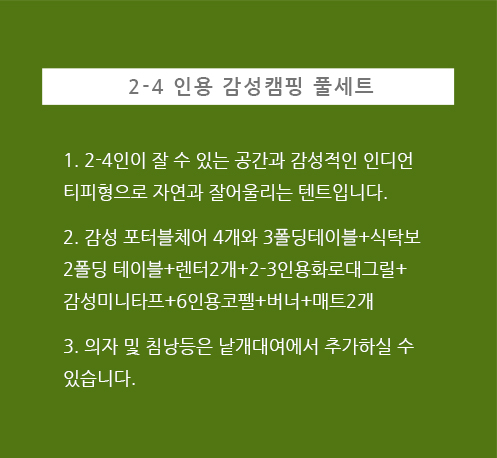 2-4 인용 감성캠핑 풀세트
1. 2-4인이 잘 수 있는 공간과 감성적인 인디언
티피형으로 자연과 잘어울리는 텐트입니다.
2. 감성 포터블체어 4개와 3폴딩테이블+식탁보
2폴딩 테이블+렌터2개+2-3인용화로대그릴+
감성미니타프+6인용코펠+버너+매트2개
3. 의자 및 침낭등은 낱개대여에서 추가하실 수
있습니다.